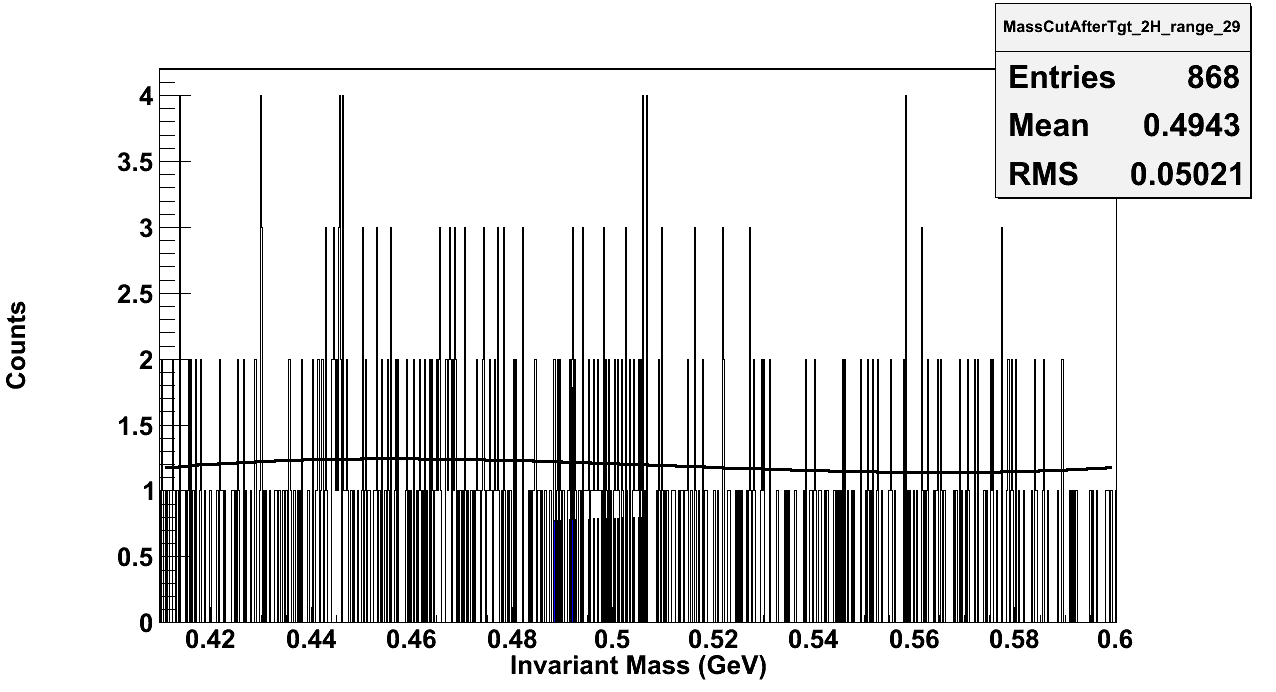 MassCutAfterTgt_2H_range_29
Entries 868
Mean 0.4943
RMS 0.05021
Counts
4
3.5
3
2.5
2
1.5
1
0.5
0
0.42 0.44 0.46 0.48 0.5 0.52 0.54 0.56 0.58 0.6
Invariant Mass (GeV)